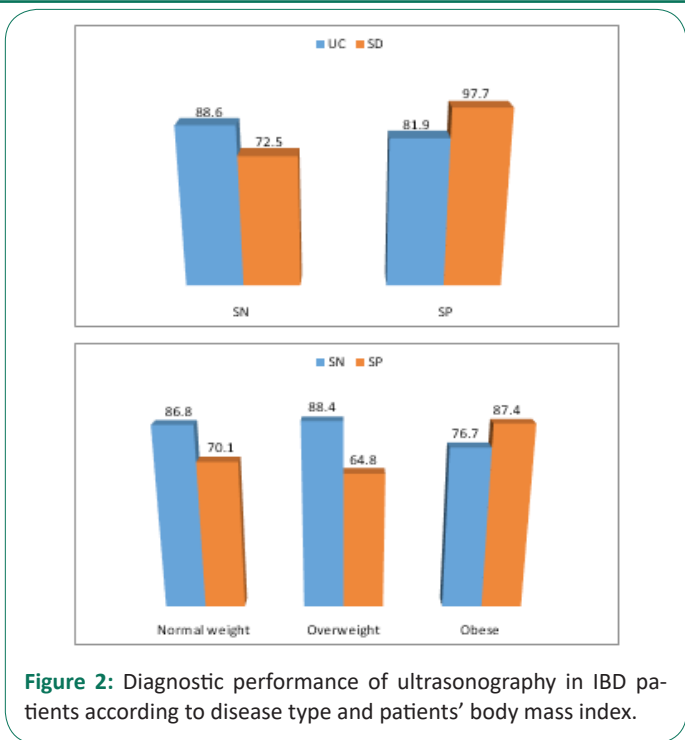 UC SD
88.6
72.5
81.9
97.7
SN SP
SN SP
86.8
70.1
88.4
64.8
76.7
87.4
Normal weight Overweight Obese
Figure 2: Diagnostic performance of ultrasonography in IBD pa-
tients according to disease type and patients’ body mass index.